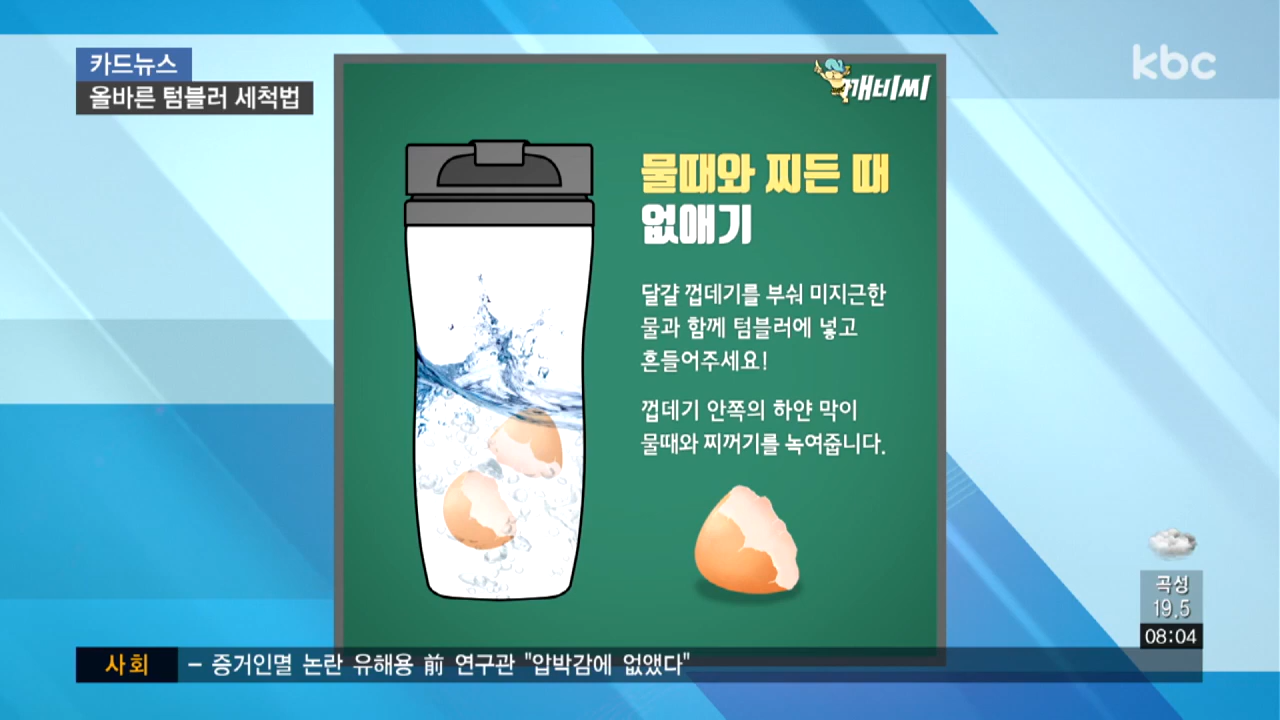 카드뉴스
올바른 텀블러 세척법
kbc
깨비씨
물때와 찌든 때
없애기
달걀 껍데기를 부숴 미지근한
물과 함께 텀블러에 넣고
흔들어주세요!
껍데기 안쪽의 하얀 막이
물때와 찌꺼기를 녹여줍니다.
곡성
19.5
08:04
사회
- 증거인멸 논란 유해용 前 연구관 "압박감에 없앴다"